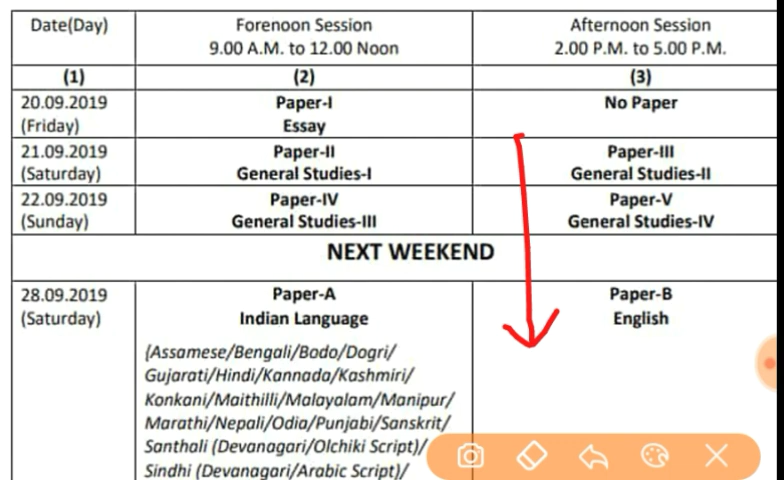 Date(Day)
Forenoon Session
9.00 A.M. to 12.00 Noon
Afternoon Session
2.00 P.M. to 5.00 P.M.
(1)
(2)
(3)
20.09.2019
(Friday)
Paper-I
Essay
No Paper
21.09.2019
(Saturday)
Paper-II
General Studies-I
Paper-III
General Studies-II
22.09.2019
(Sunday)
Paper-IV
General Studies-III
Paper-V
General Studies-IV
NEXT WEEKEND
28.09.2019
(Saturday)
Paper-A
Indian Language
(Assamese/Bengali/Bodo/Dogri/
Gujarati/Hindi/Kannada/Kashmiri/
Konkani/Maithilli/Malayalam/Manipur/
Marathi/Nepali/Odia/Punjabi/Sanskrit/
Santhali (Devanagari/Olchiki Script)/
Sindhi (Devanagari/Arabic Script)/
Paper-B
English